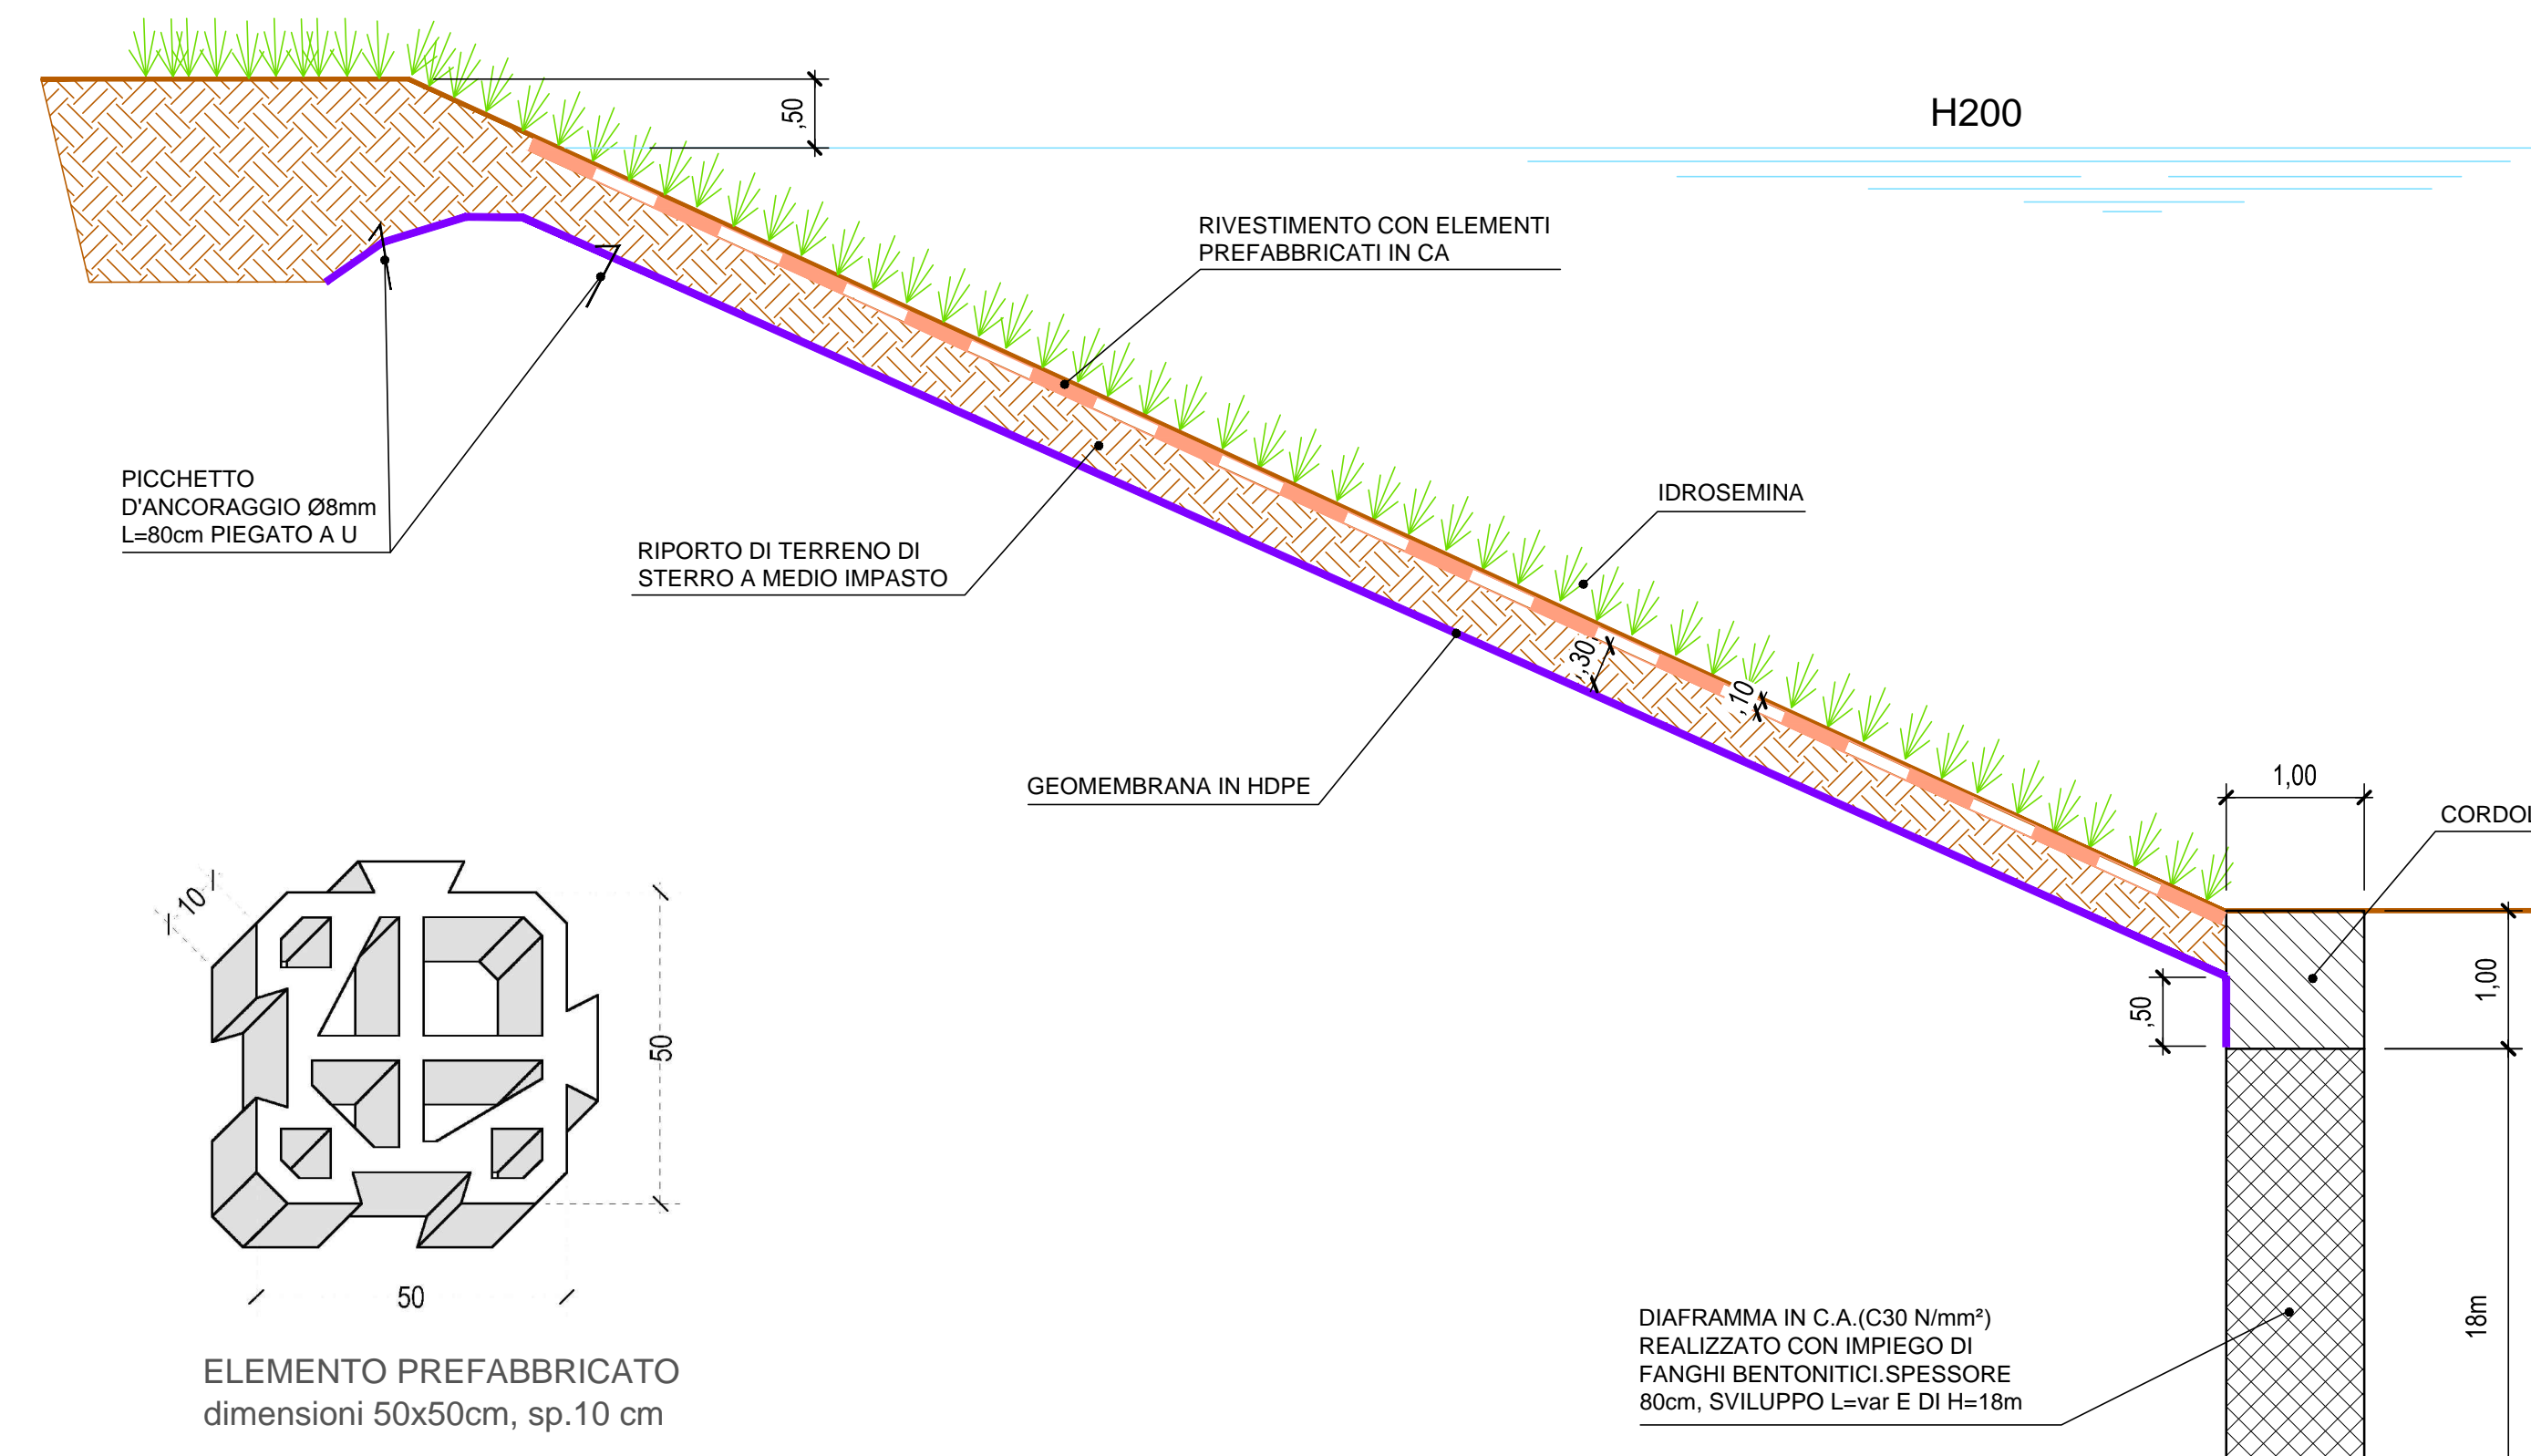 ,50
H200
RIVESTIMENTO CON ELEMENTI
PREFABBRICATI IN CA
PICCHETTO
D'ANCORAGGIO Ø8mm
L=80cm PIEGATO A U
IDROSEMINA
RIPORTO DI TERRENO DI
STERRO A MEDIO IMPASTO
,30
,10
GEOMEMBRANA IN HDPE
1,00
CORDOL
10
50
50
,50
1,00
18m
DIAFRAMMA IN C.A.(C30 N/mm²)
REALIZZATO CON IMPIEGO DI
FANGHI BENTONITICI.SPESSORE
80cm, SVILUPPO L=var E DI H=18m
ELEMENTO PREFABBRICATO
dimensioni 50x50cm, sp.10 cm